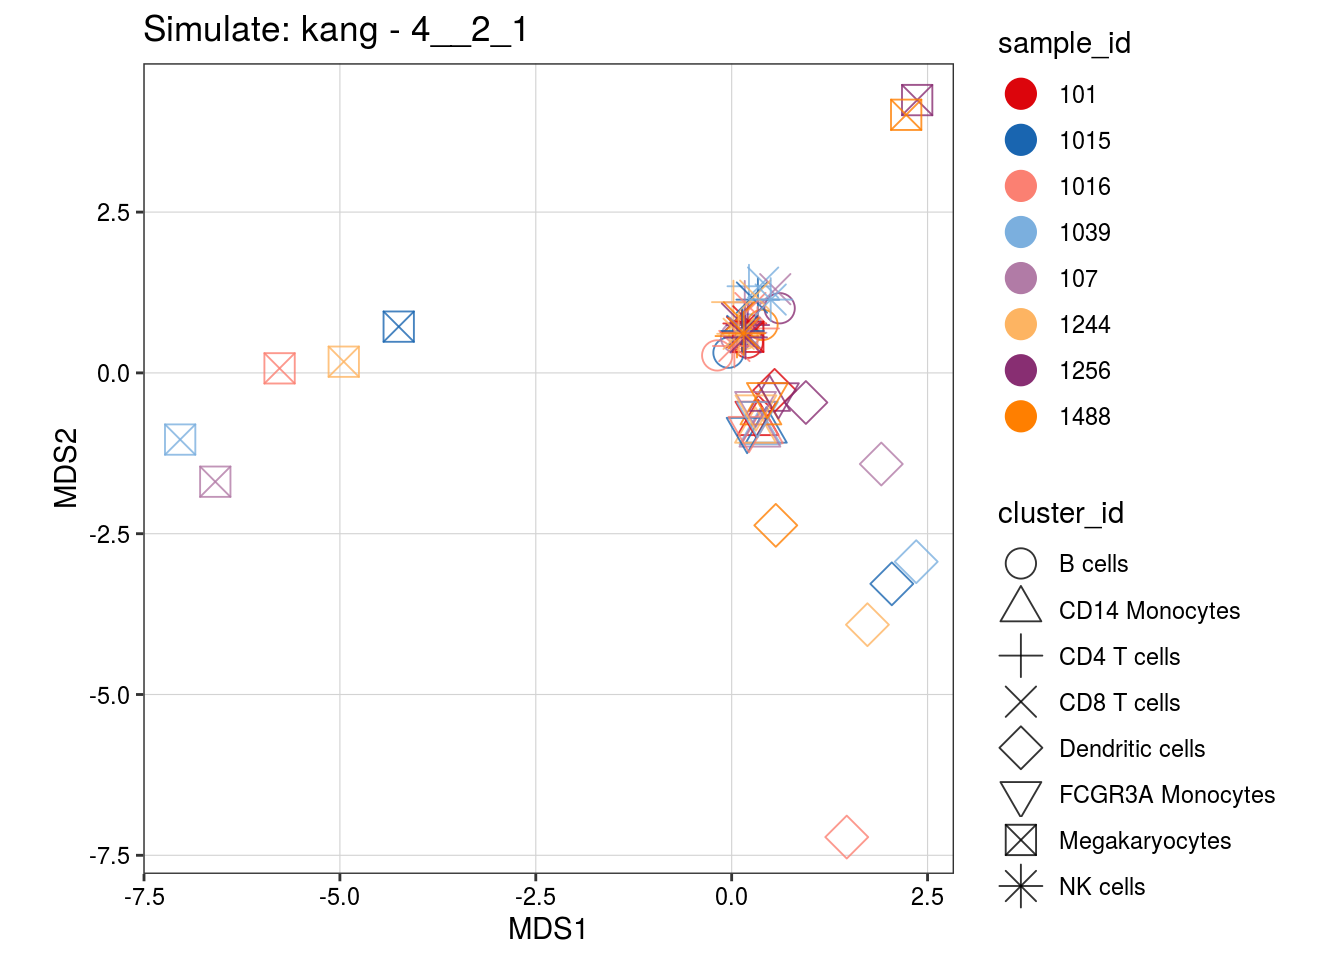 Simulate: kang - 4__2_1
2.5
0.0
-2.5
-5.0
-7.5
-7.5
-5.0
-2.5
0.0
2.5
MDS1
MDS2
sample_id
101
1015
1016
1039
107
1244
1256
1488
cluster_id
B cells
CD14 Monocytes
CD4 T cells
CD8 T cells
Dendritic cells
FCGR3A Monocytes
Megakaryocytes
NK cells